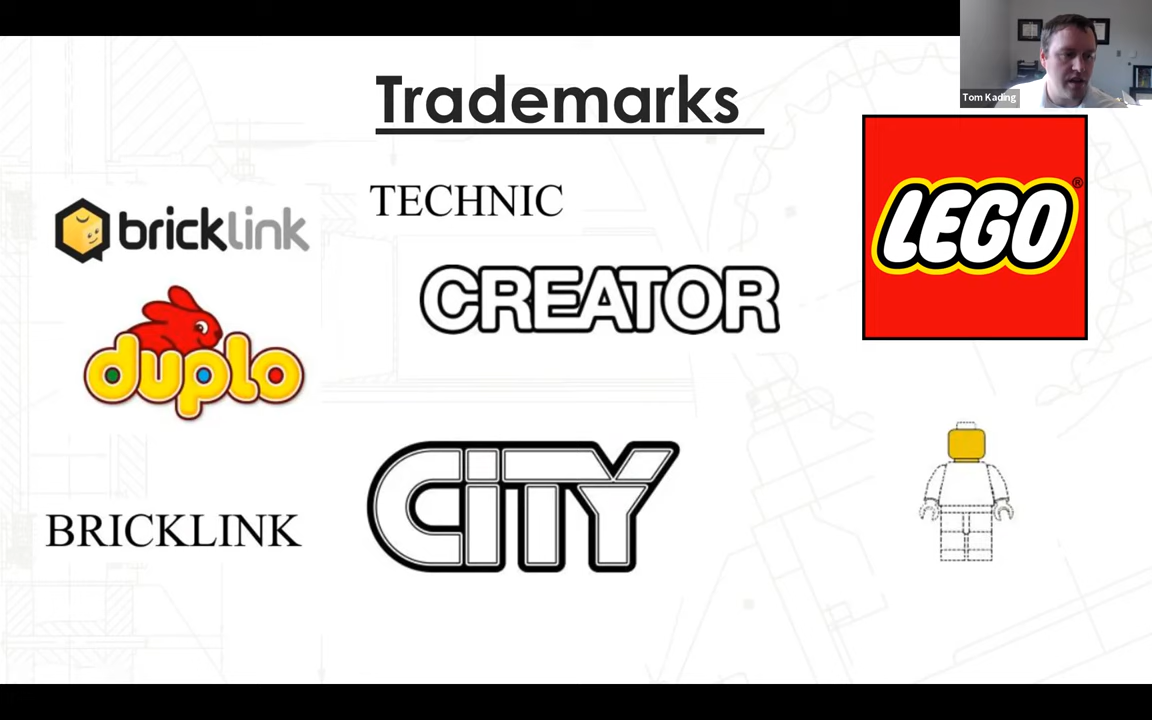 Trademarks
Tom Kading
bricklink
TECHNIC
LEGO®
CREATOR
duplo
CITY
BRICKLINK